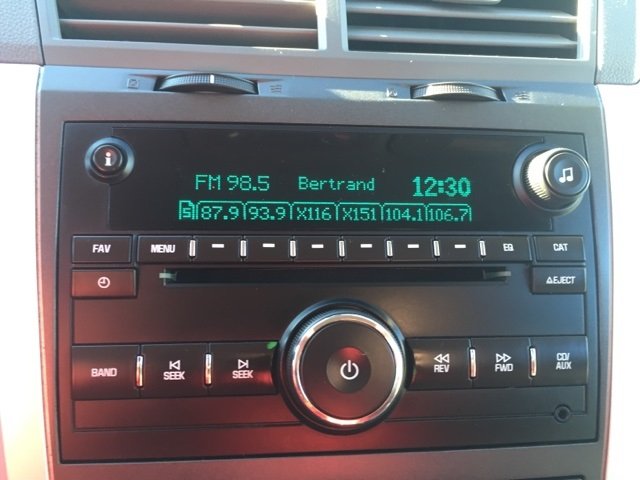 FM 98.5 Bertrand 12:30
5 87.9 93.9 X116 X151 104.1 106.7
FAV MENU EQ CAT
EJECT
BAND SEEK SEEK REV FWD CD/
AUX